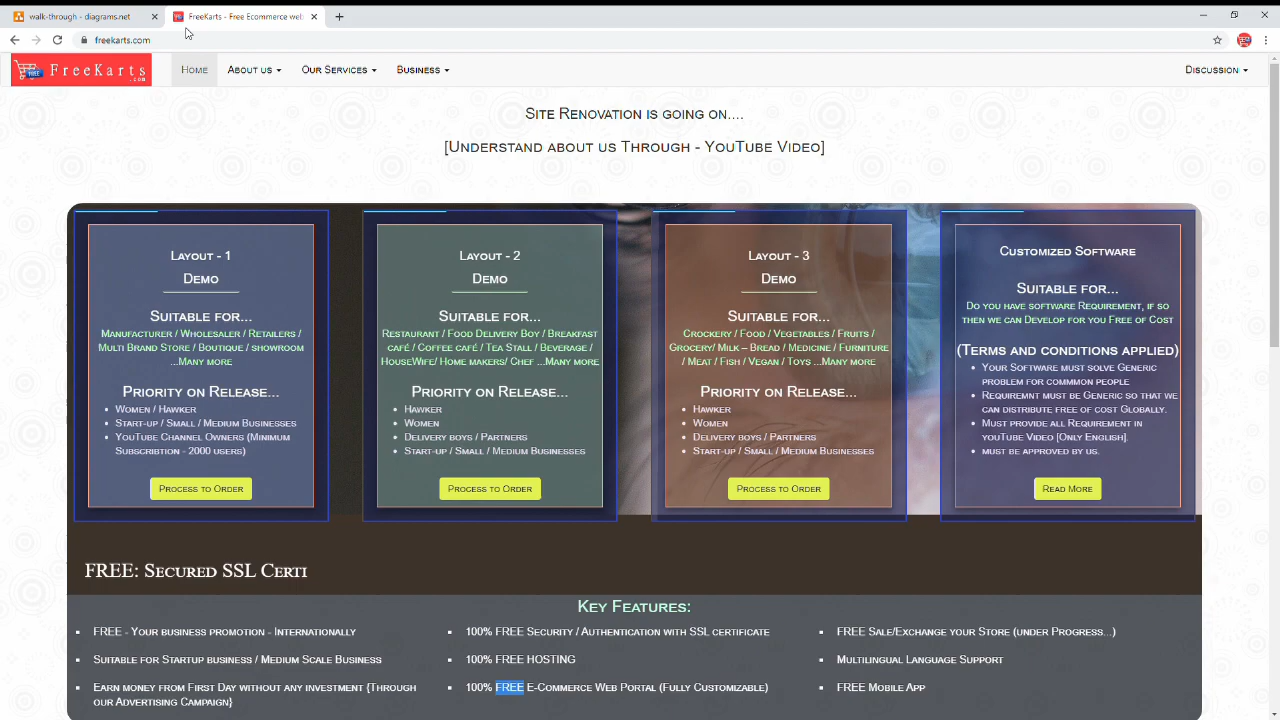 walk-through - diagrams.net
FreeKarts - Free Ecommerce web
freekarts.com
FREE FreeKarts
.com
Home
About us
Our Services
Business
Discussion
Site Renovation is going on....
[Understand about us Through - YouTube Video]
Layout - 1
Demo
Suitable for...
Manufacturer / Wholesaler / Retailers /
Multi Brand Store / Boutique / showroom
...Many more
Priority on Release...
Women / Hawker
Start-up / Small / Medium Businesses
YouTube Channel Owners (Minimum
Subscribtion - 2000 users)
Process to Order
Layout - 2
Demo
Suitable for...
Restaurant / Food Delivery Boy / Breakfast
café / Coffee café / Tea Stall / Beverage /
HouseWife/ Home makers/ Chef ...Many more
Priority on Release...
Hawker
Women
Delivery boys / Partners
Start-up / Small / Medium Businesses
Process to Order
Layout - 3
Demo
Suitable for...
Crockery / Food / Vegetables / Fruits /
Grocery/ Milk – Bread / Medicine / Furniture
/ Meat / Fish / Vegan / Toys ...Many more
Priority on Release...
Hawker
Women
Delivery boys / Partners
Start-up / Small / Medium Businesses
Process to Order
Customized Software
Suitable for...
Do you have software Requirement, if so
then we can Develop for you Free of Cost
(Terms and conditions applied)
Your Software must solve Generic
problem for commmon people
Requiremnt must be Generic so that we
can distribute free of cost Globally.
Must provide all Requirement in
youTube Video [Only English].
must be approved by us.
Read More
FREE: Secured SSL Certi
Key Features:
FREE - Your business promotion - Internationally
Suitable for Startup business / Medium Scale Business
Earn money from First Day without any investment {Through
our Advertising Campaign}
100% FREE Security / Authentication with SSL certificate
100% FREE HOSTING
100% FREE E-Commerce Web Portal (Fully Customizable)
FREE Sale/Exchange your Store (under Progress...)
Multilingual Language Support
FREE Mobile App